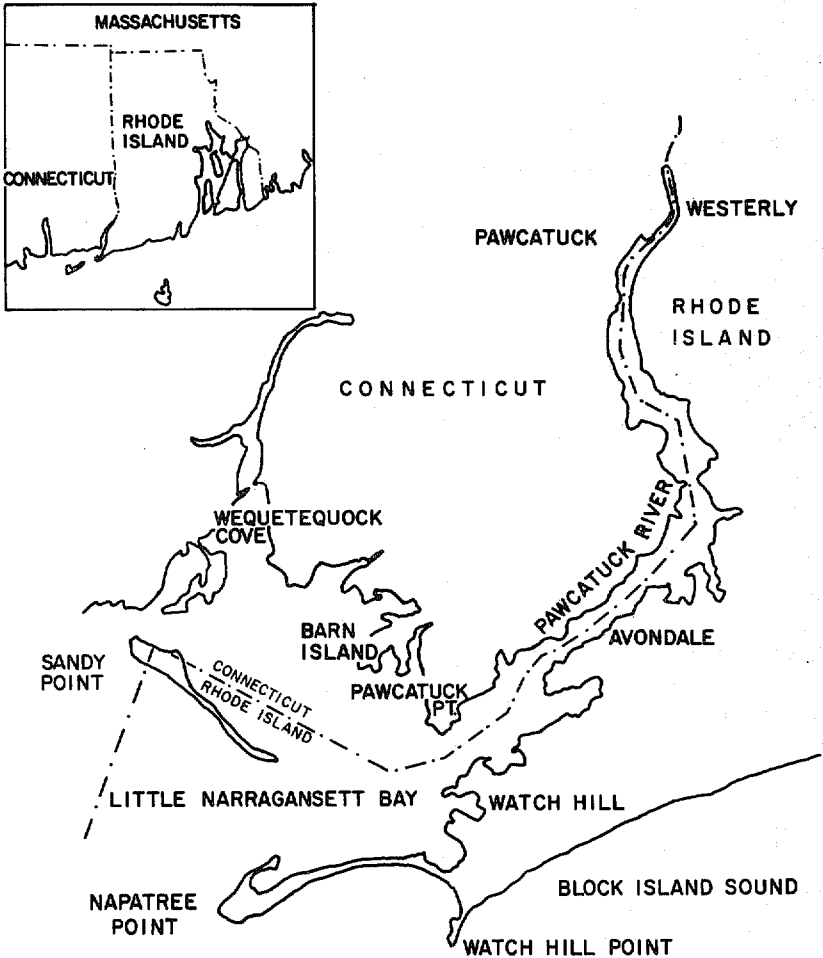 MASSACHUSETTS
RHODE
ISLAND
CONNECTICUT
WESTERLY
PAWCATUCK
RHODE
ISLAND
CONNECTICUT
WEQUETEQUOCK
COVE
PAWCATUCK RIVER
BARN
ISLAND
AVONDALE
SANDY
POINT
CONNECTICUT
RHODE ISLAND
PAWCATUCK
PT.
LITTLE NARRAGANSETT BAY
WATCH HILL
NAPATREE
POINT
BLOCK ISLAND SOUND
WATCH HILL POINT